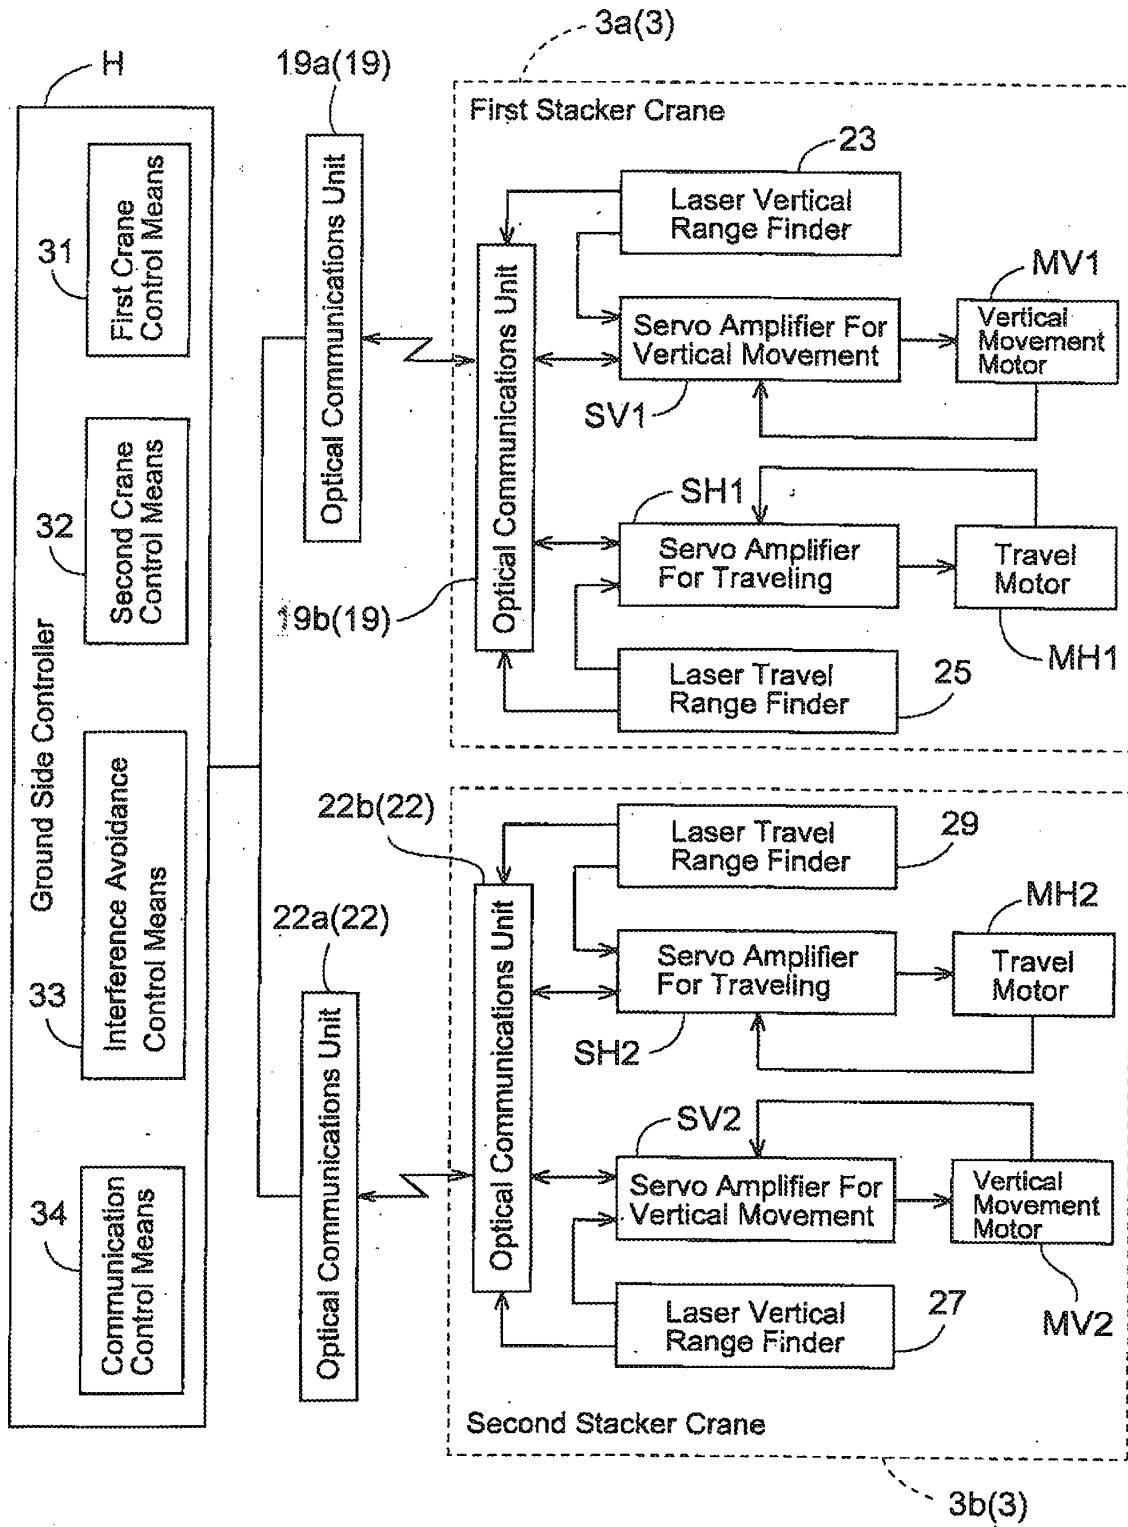 H
Ground Side Controller
31
First Crane
Control Means
32
Second Crane
Control Means
33
Interference Avoidance
Control Means
34
Communication
Control Means
19a(19)
Optical Communications Unit
22a(22)
Optical Communications Unit
3a(3)
First Stacker Crane
19b(19)
Optical Communications Unit
23
Laser Vertical
Range Finder
Servo Amplifier For
Vertical Movement
SV1
MV1
Vertical
Movement
Motor
SH1
Servo Amplifier
For Traveling
Travel
Motor
MH1
Laser Travel
Range Finder
25
22b(22)
Optical Communications Unit
Laser Travel
Range Finder
29
Servo Amplifier
For Traveling
SH2
MH2
Travel
Motor
SV2
Servo Amplifier For
Vertical Movement
Vertical
Movement
Motor
MV2
Laser Vertical
Range Finder
27
Second Stacker Crane
3b(3)